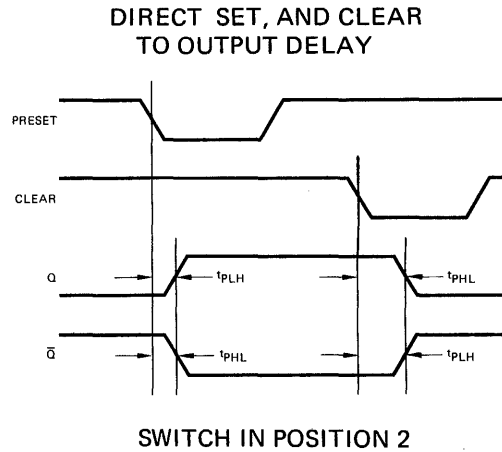 DIRECT SET, AND CLEAR
TO OUTPUT DELAY
PRESET
CLEAR
Q tPLH tPHL
Q̅ tPHL tPLH
SWITCH IN POSITION 2